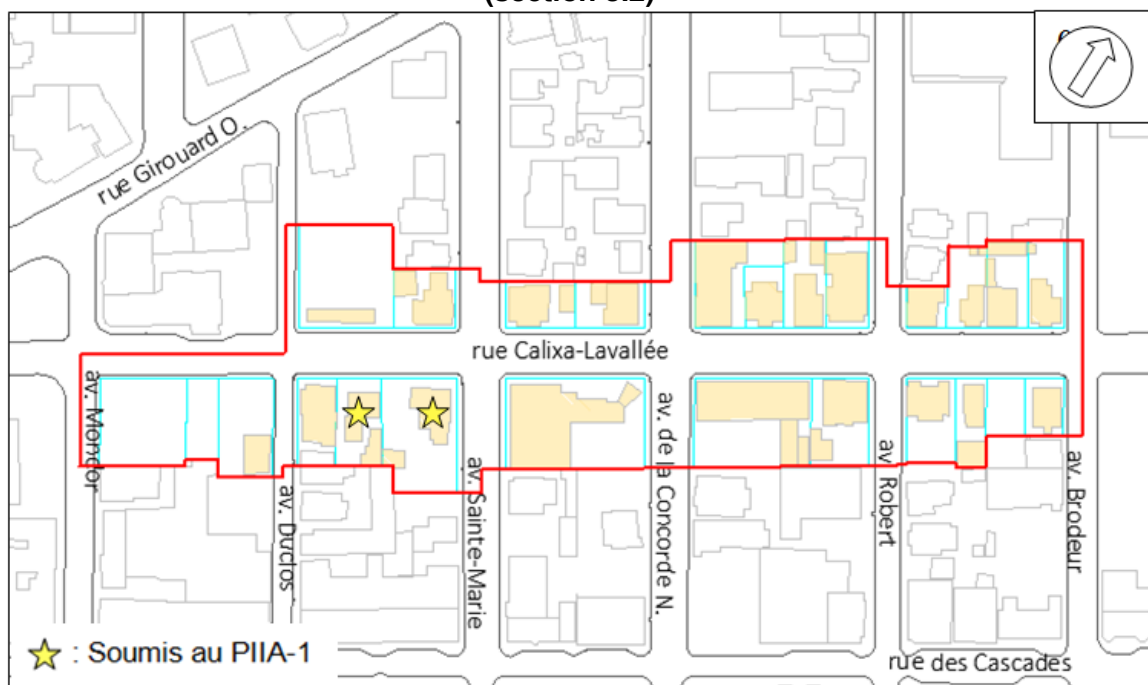 rue Girouard O.
rue Calixa-Lavallée
av. Mondor
av. Duclos
av. Sainte-Marie
av. de la Concorde N.
av Robert
av. Brodeur
: Soumis au PIIA-1
rue des Cascades